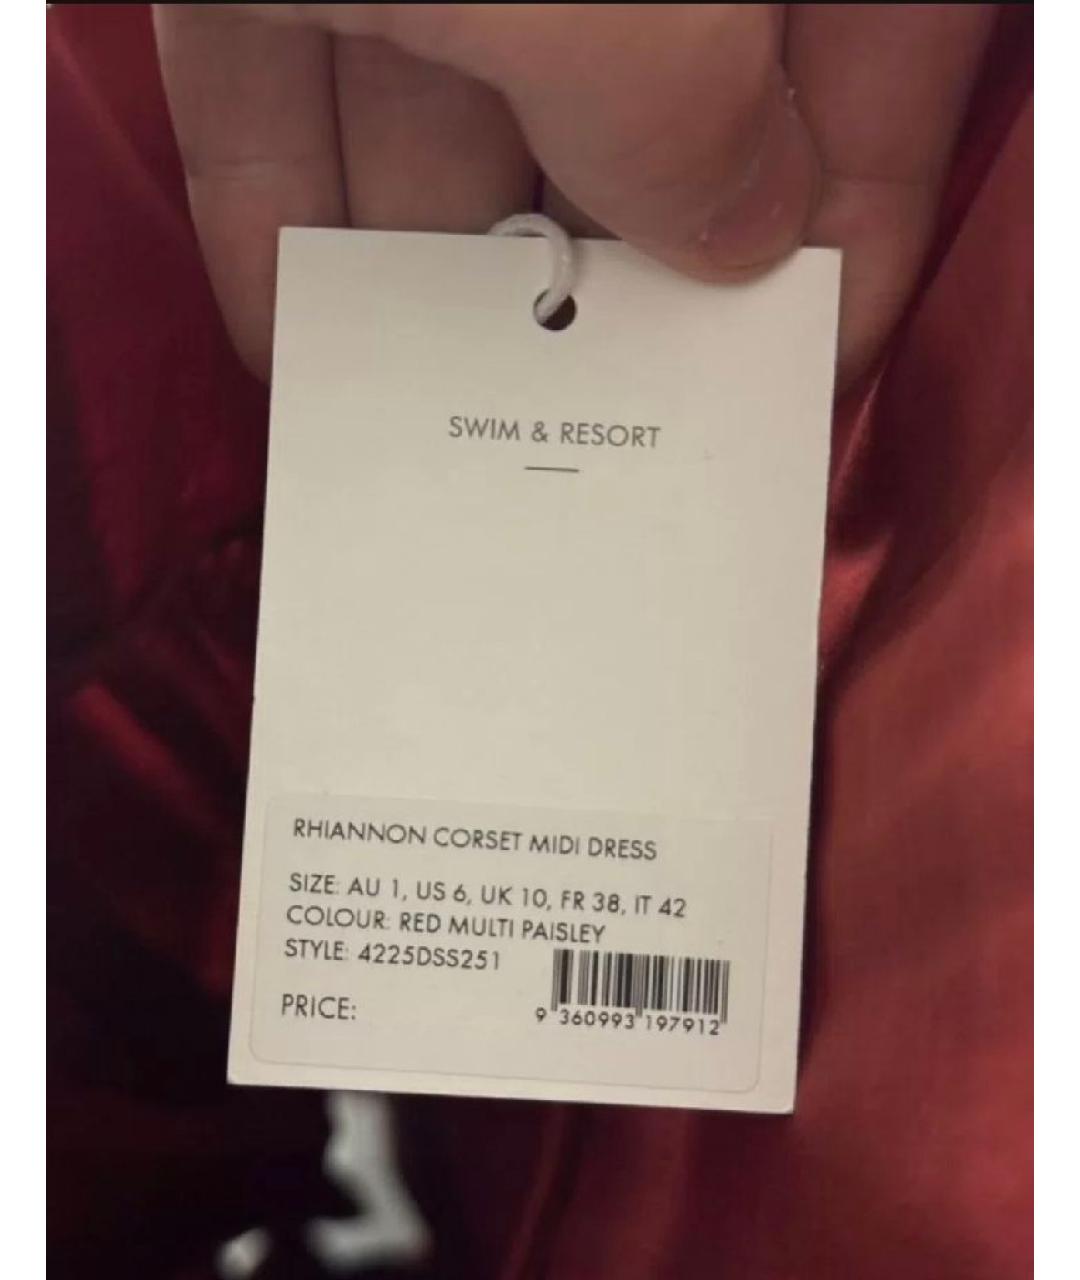 SWIM & RESORT
RHIANNON CORSET MIDI DRESS
SIZE: AU 1, US 6, UK 10, FR 38, IT 42
COLOUR: RED MULTI PAISLEY
STYLE: 4225DSS251
PRICE:
9 360993 197912